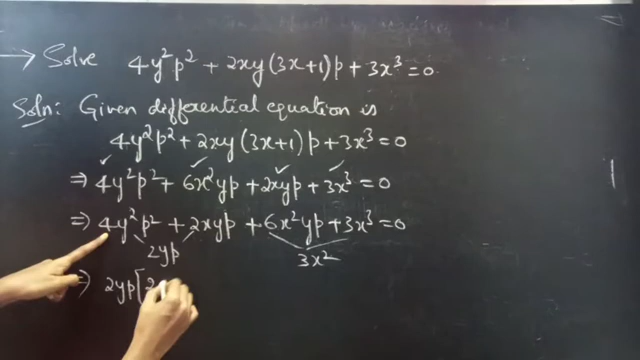 → Solve 4y²p² + 2xy(3x+1)p + 3x³ = 0
Soln: Given differential equation is
4y²p² + 2xy(3x+1)p + 3x³ = 0
⇒ 4y²p² + 6x²yp + 2xyp + 3x³ = 0
⇒ 4y²p² + 2xyp + 6x²yp + 3x³ = 0
2yp 3x²
⇒ 2yp[2